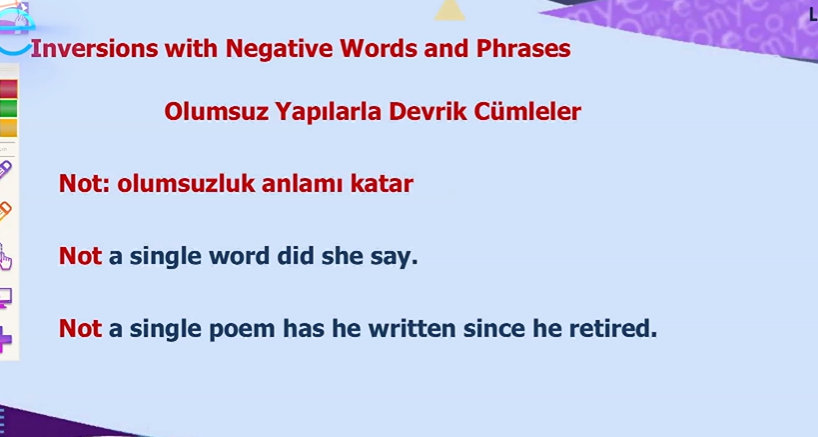 Inversions with Negative Words and Phrases
Olumsuz Yapılarla Devrik Cümleler
Not: olumsuzluk anlamı katar
Not a single word did she say.
Not a single poem has he written since he retired.